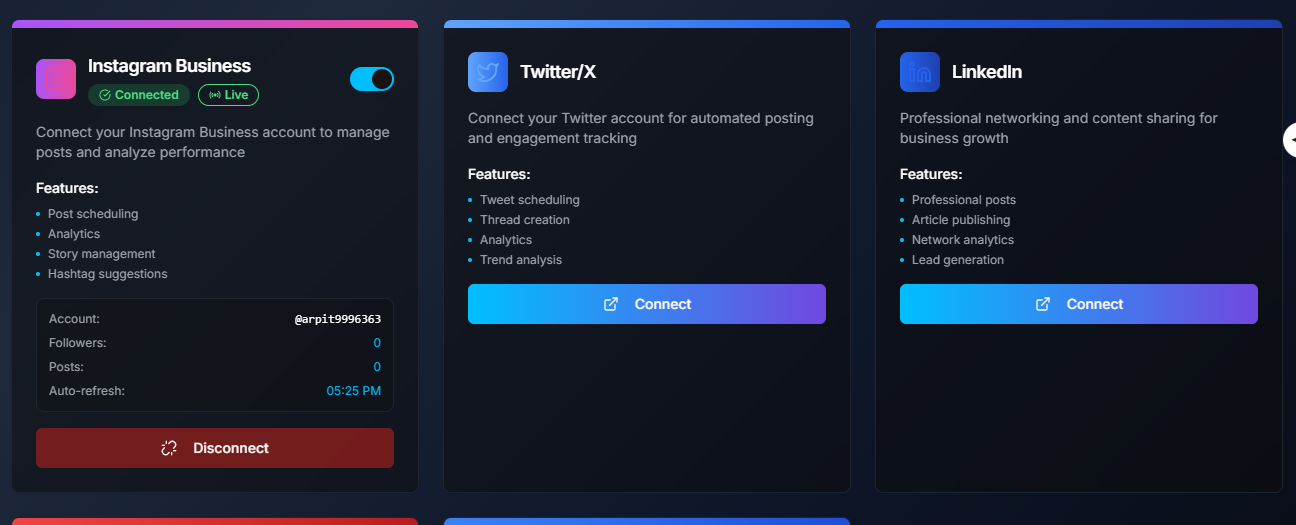 Instagram Business
Connected
Live
Connect your Instagram Business account to manage
posts and analyze performance
Features:
Post scheduling
Analytics
Story management
Hashtag suggestions
Account: @arpit9996363
Followers: 0
Posts: 0
Auto-refresh: 05:25 PM
Disconnect
Twitter/X
Connect your Twitter account for automated posting
and engagement tracking
Features:
Tweet scheduling
Thread creation
Analytics
Trend analysis
Connect
in
LinkedIn
Professional networking and content sharing for
business growth
Features:
Professional posts
Article publishing
Network analytics
Lead generation
Connect